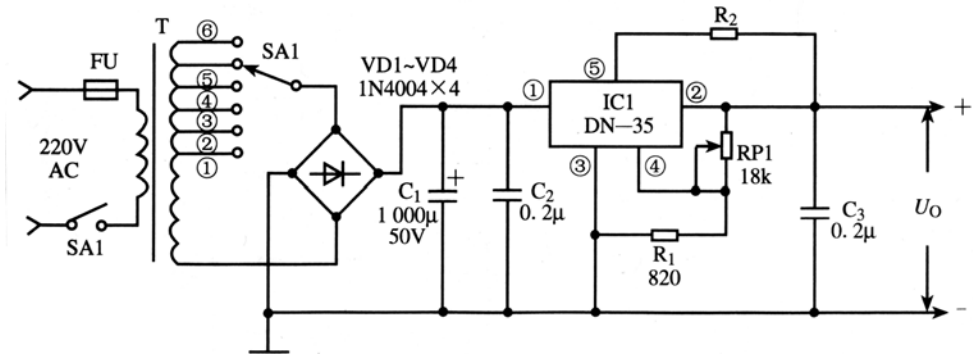 T
FU
220V
AC
SA1
⑥
⑤
④
③
②
①
SA1
VD1~VD4
1N4004×4
+
C₁
1 000μ
50V
C₂
0. 2μ
①
⑤
②
IC1
DN—35
③
④
R₂
RP1
18k
R₁
820
C₃
0. 2μ
+
U_O
-